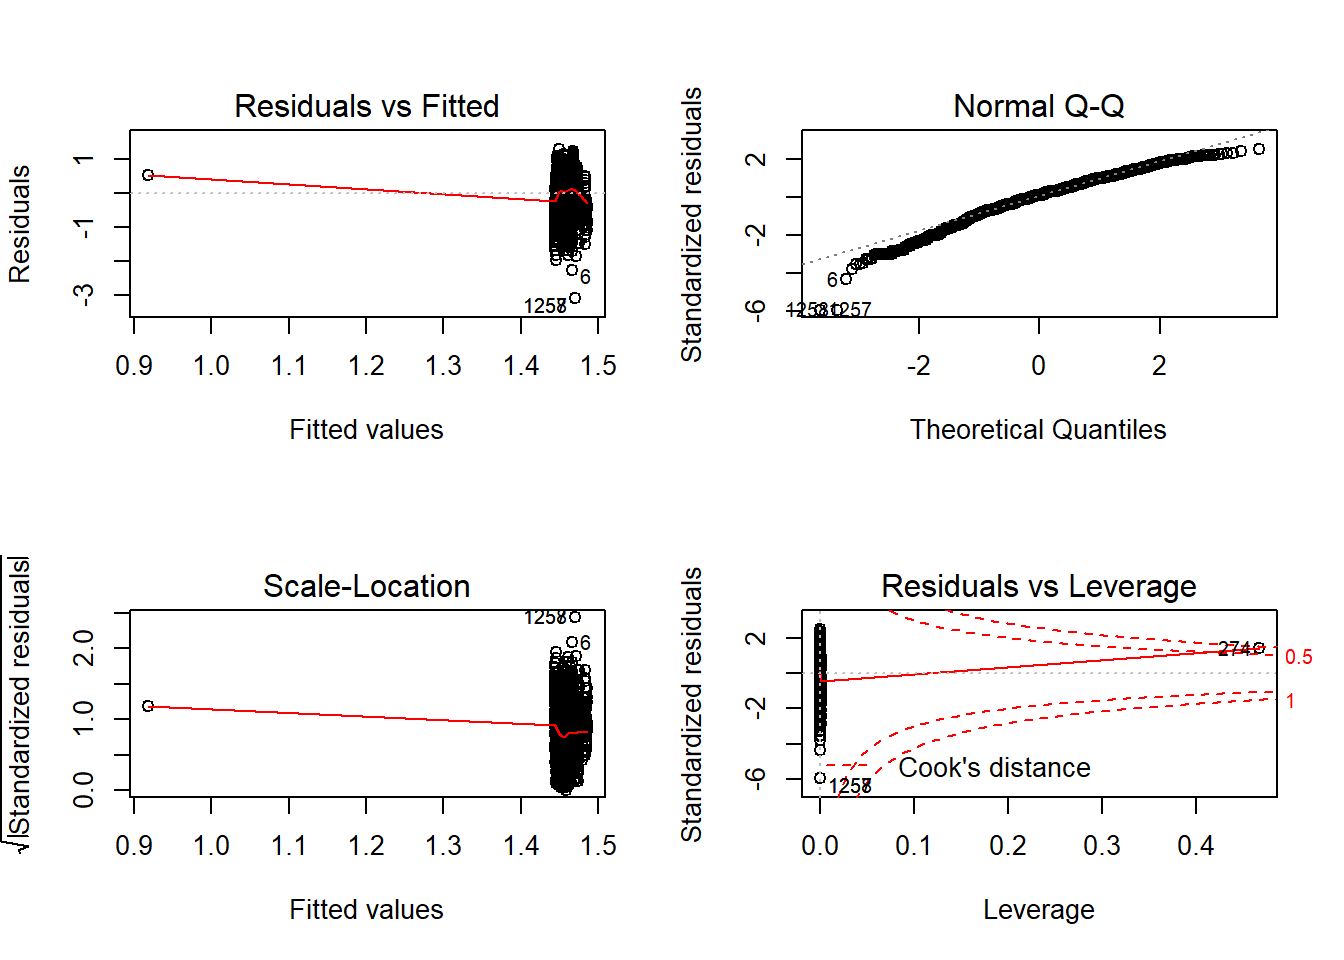 Residuals vs Fitted
Residuals
1
-1
-3
6
1258
0.9 1.0 1.1 1.2 1.3 1.4 1.5
Fitted values
Normal Q-Q
Standardized residuals
2
-2
-6
6
1258 1257
-2 0 2
Theoretical Quantiles
Scale-Location
√|Standardized residuals|
2.0
1.0
0.0
1258
6
0.9 1.0 1.1 1.2 1.3 1.4 1.5
Fitted values
Residuals vs Leverage
Standardized residuals
2
-2
-6
274
0.5
1
Cook's distance
1258
0.0 0.1 0.2 0.3 0.4
Leverage